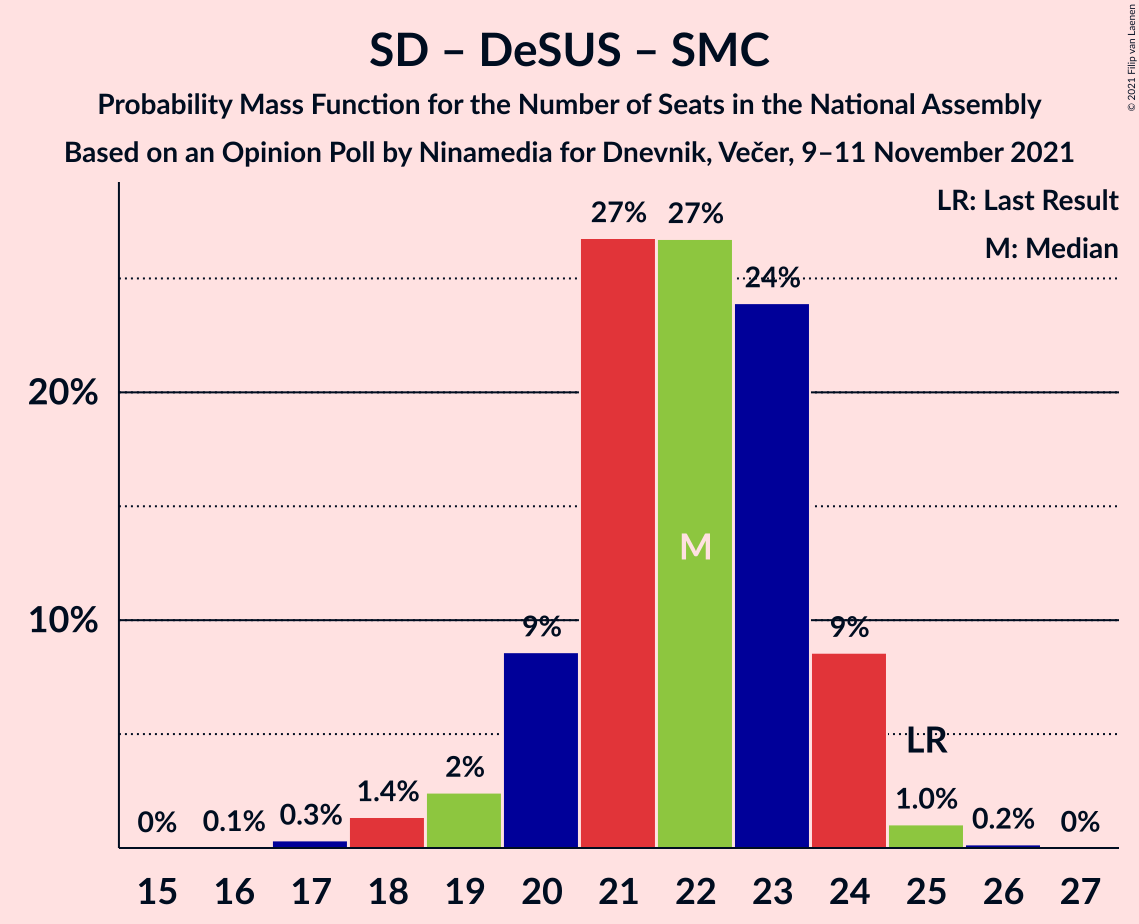 SD – DeSUS – SMC
Probability Mass Function for the Number of Seats in the National Assembly
Based on an Opinion Poll by Ninamedia for Dnevnik, Večer, 9–11 November 2021
© 2021 Filip van Laenen
LR: Last Result
M: Median
27%
27%
24%
20%
M
10%
9%
9%
LR
2%
1.4%
1.0%
0%
0.1%
0.3%
0.2%
0%
15 16 17 18 19 20 21 22 23 24 25 26 27